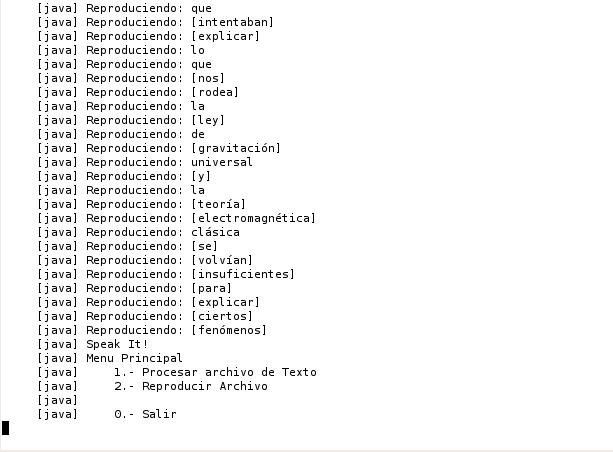 [java] Reproduciendo: que
[java] Reproduciendo: [intentaban]
[java] Reproduciendo: [explicar]
[java] Reproduciendo: lo
[java] Reproduciendo: que
[java] Reproduciendo: [nos]
[java] Reproduciendo: [rodea]
[java] Reproduciendo: la
[java] Reproduciendo: [ley]
[java] Reproduciendo: de
[java] Reproduciendo: [gravitación]
[java] Reproduciendo: universal
[java] Reproduciendo: [y]
[java] Reproduciendo: la
[java] Reproduciendo: [teoría]
[java] Reproduciendo: [electromagnética]
[java] Reproduciendo: clásica
[java] Reproduciendo: [se]
[java] Reproduciendo: [volvían]
[java] Reproduciendo: [insuficientes]
[java] Reproduciendo: [para]
[java] Reproduciendo: [explicar]
[java] Reproduciendo: [ciertos]
[java] Reproduciendo: [fenómenos]
[java] Speak It!
[java] Menu Principal
[java]     1.- Procesar archivo de Texto
[java]     2.- Reproducir Archivo
[java]
[java]     0.- Salir